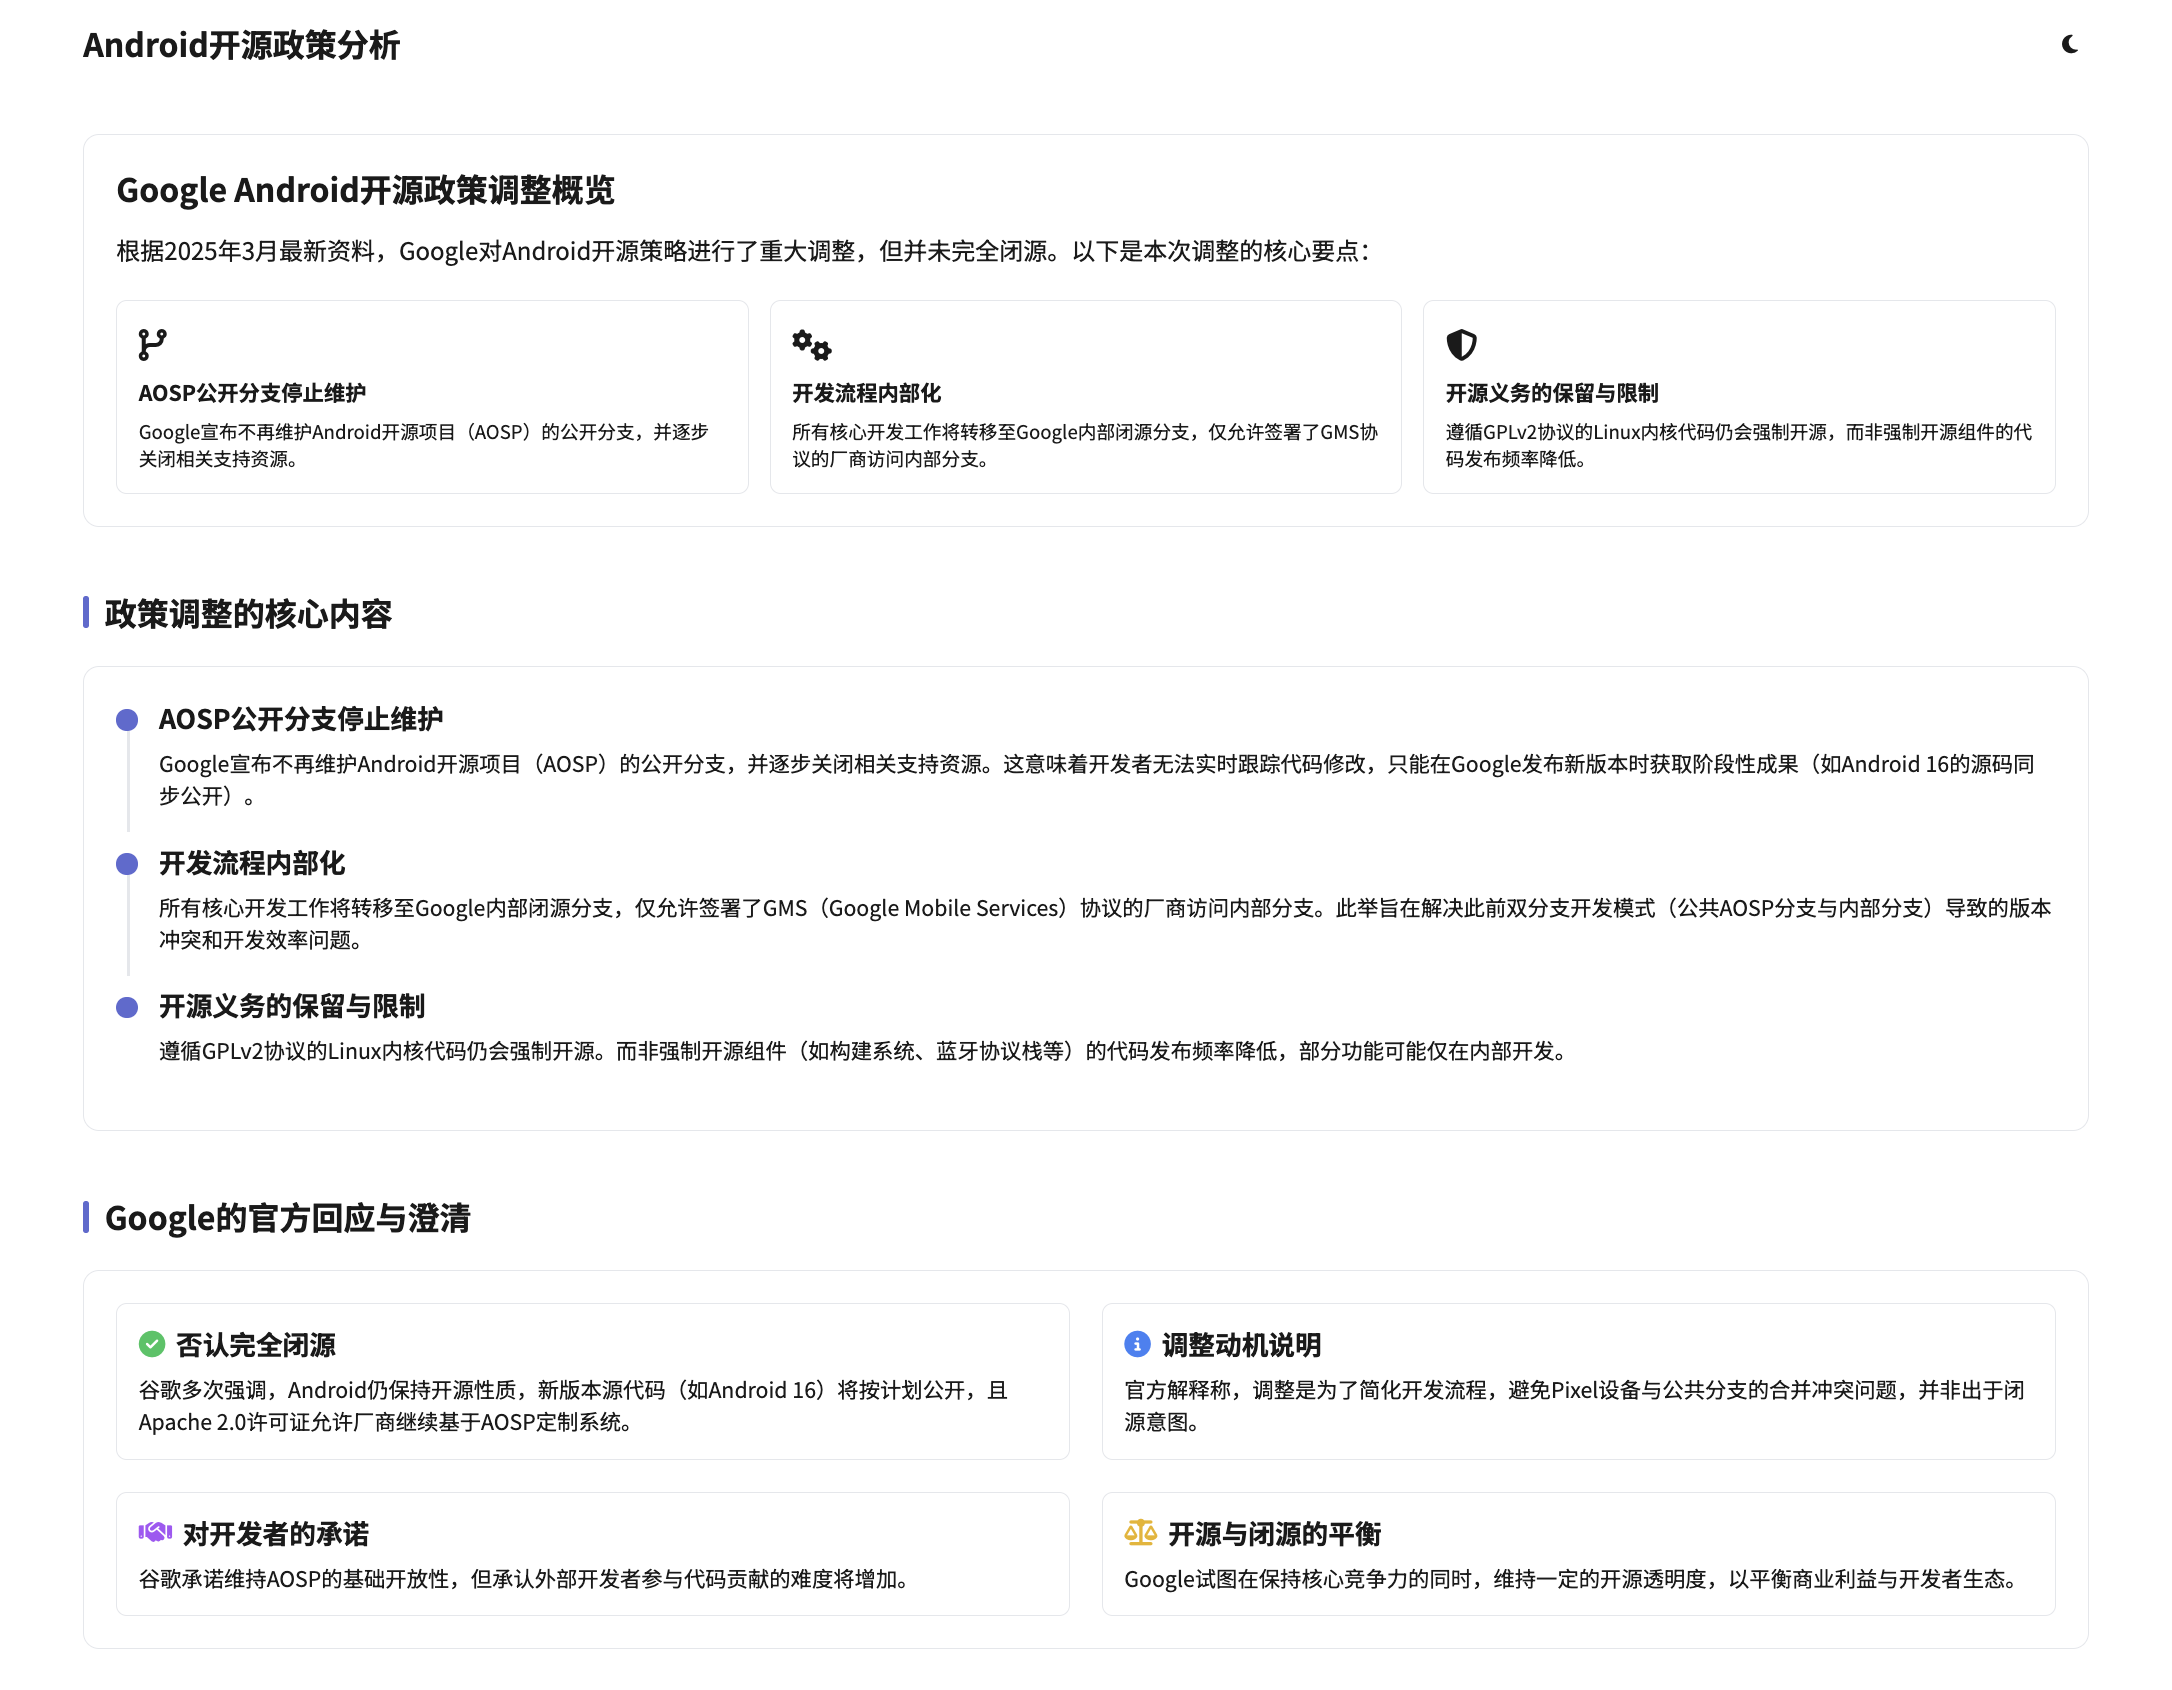 Android开源政策分析
Google Android开源政策调整概览
根据2025年3月最新资料，Google对Android开源策略进行了重大调整，但并未完全闭源。以下是本次调整的核心要点：
AOSP公开分支停止维护
Google宣布不再维护Android开源项目（AOSP）的公开分支，并逐步
关闭相关支持资源。
开发流程内部化
所有核心开发工作将转移至Google内部闭源分支，仅允许签署了GMS协
议的厂商访问内部分支。
开源义务的保留与限制
遵循GPLv2协议的Linux内核代码仍会强制开源，而非强制开源组件的代
码发布频率降低。
政策调整的核心内容
AOSP公开分支停止维护
Google宣布不再维护Android开源项目（AOSP）的公开分支，并逐步关闭相关支持资源。这意味着开发者无法实时跟踪代码修改，只能在Google发布新版本时获取阶段性成果（如Android 16的源码同
步公开）。
开发流程内部化
所有核心开发工作将转移至Google内部闭源分支，仅允许签署了GMS（Google Mobile Services）协议的厂商访问内部分支。此举旨在解决此前双分支开发模式（公共AOSP分支与内部分支）导致的版本
冲突和开发效率问题。
开源义务的保留与限制
遵循GPLv2协议的Linux内核代码仍会强制开源。而非强制开源组件（如构建系统、蓝牙协议栈等）的代码发布频率降低，部分功能可能仅在内部开发。
Google的官方回应与澄清
否认完全闭源
谷歌多次强调，Android仍保持开源性质，新版本源代码（如Android 16）将按计划公开，且
Apache 2.0许可证允许厂商继续基于AOSP定制系统。
调整动机说明
官方解释称，调整是为了简化开发流程，避免Pixel设备与公共分支的合并冲突问题，并非出于闭
源意图。
对开发者的承诺
谷歌承诺维持AOSP的基础开放性，但承认外部开发者参与代码贡献的难度将增加。
开源与闭源的平衡
Google试图在保持核心竞争力的同时，维持一定的开源透明度，以平衡商业利益与开发者生态。